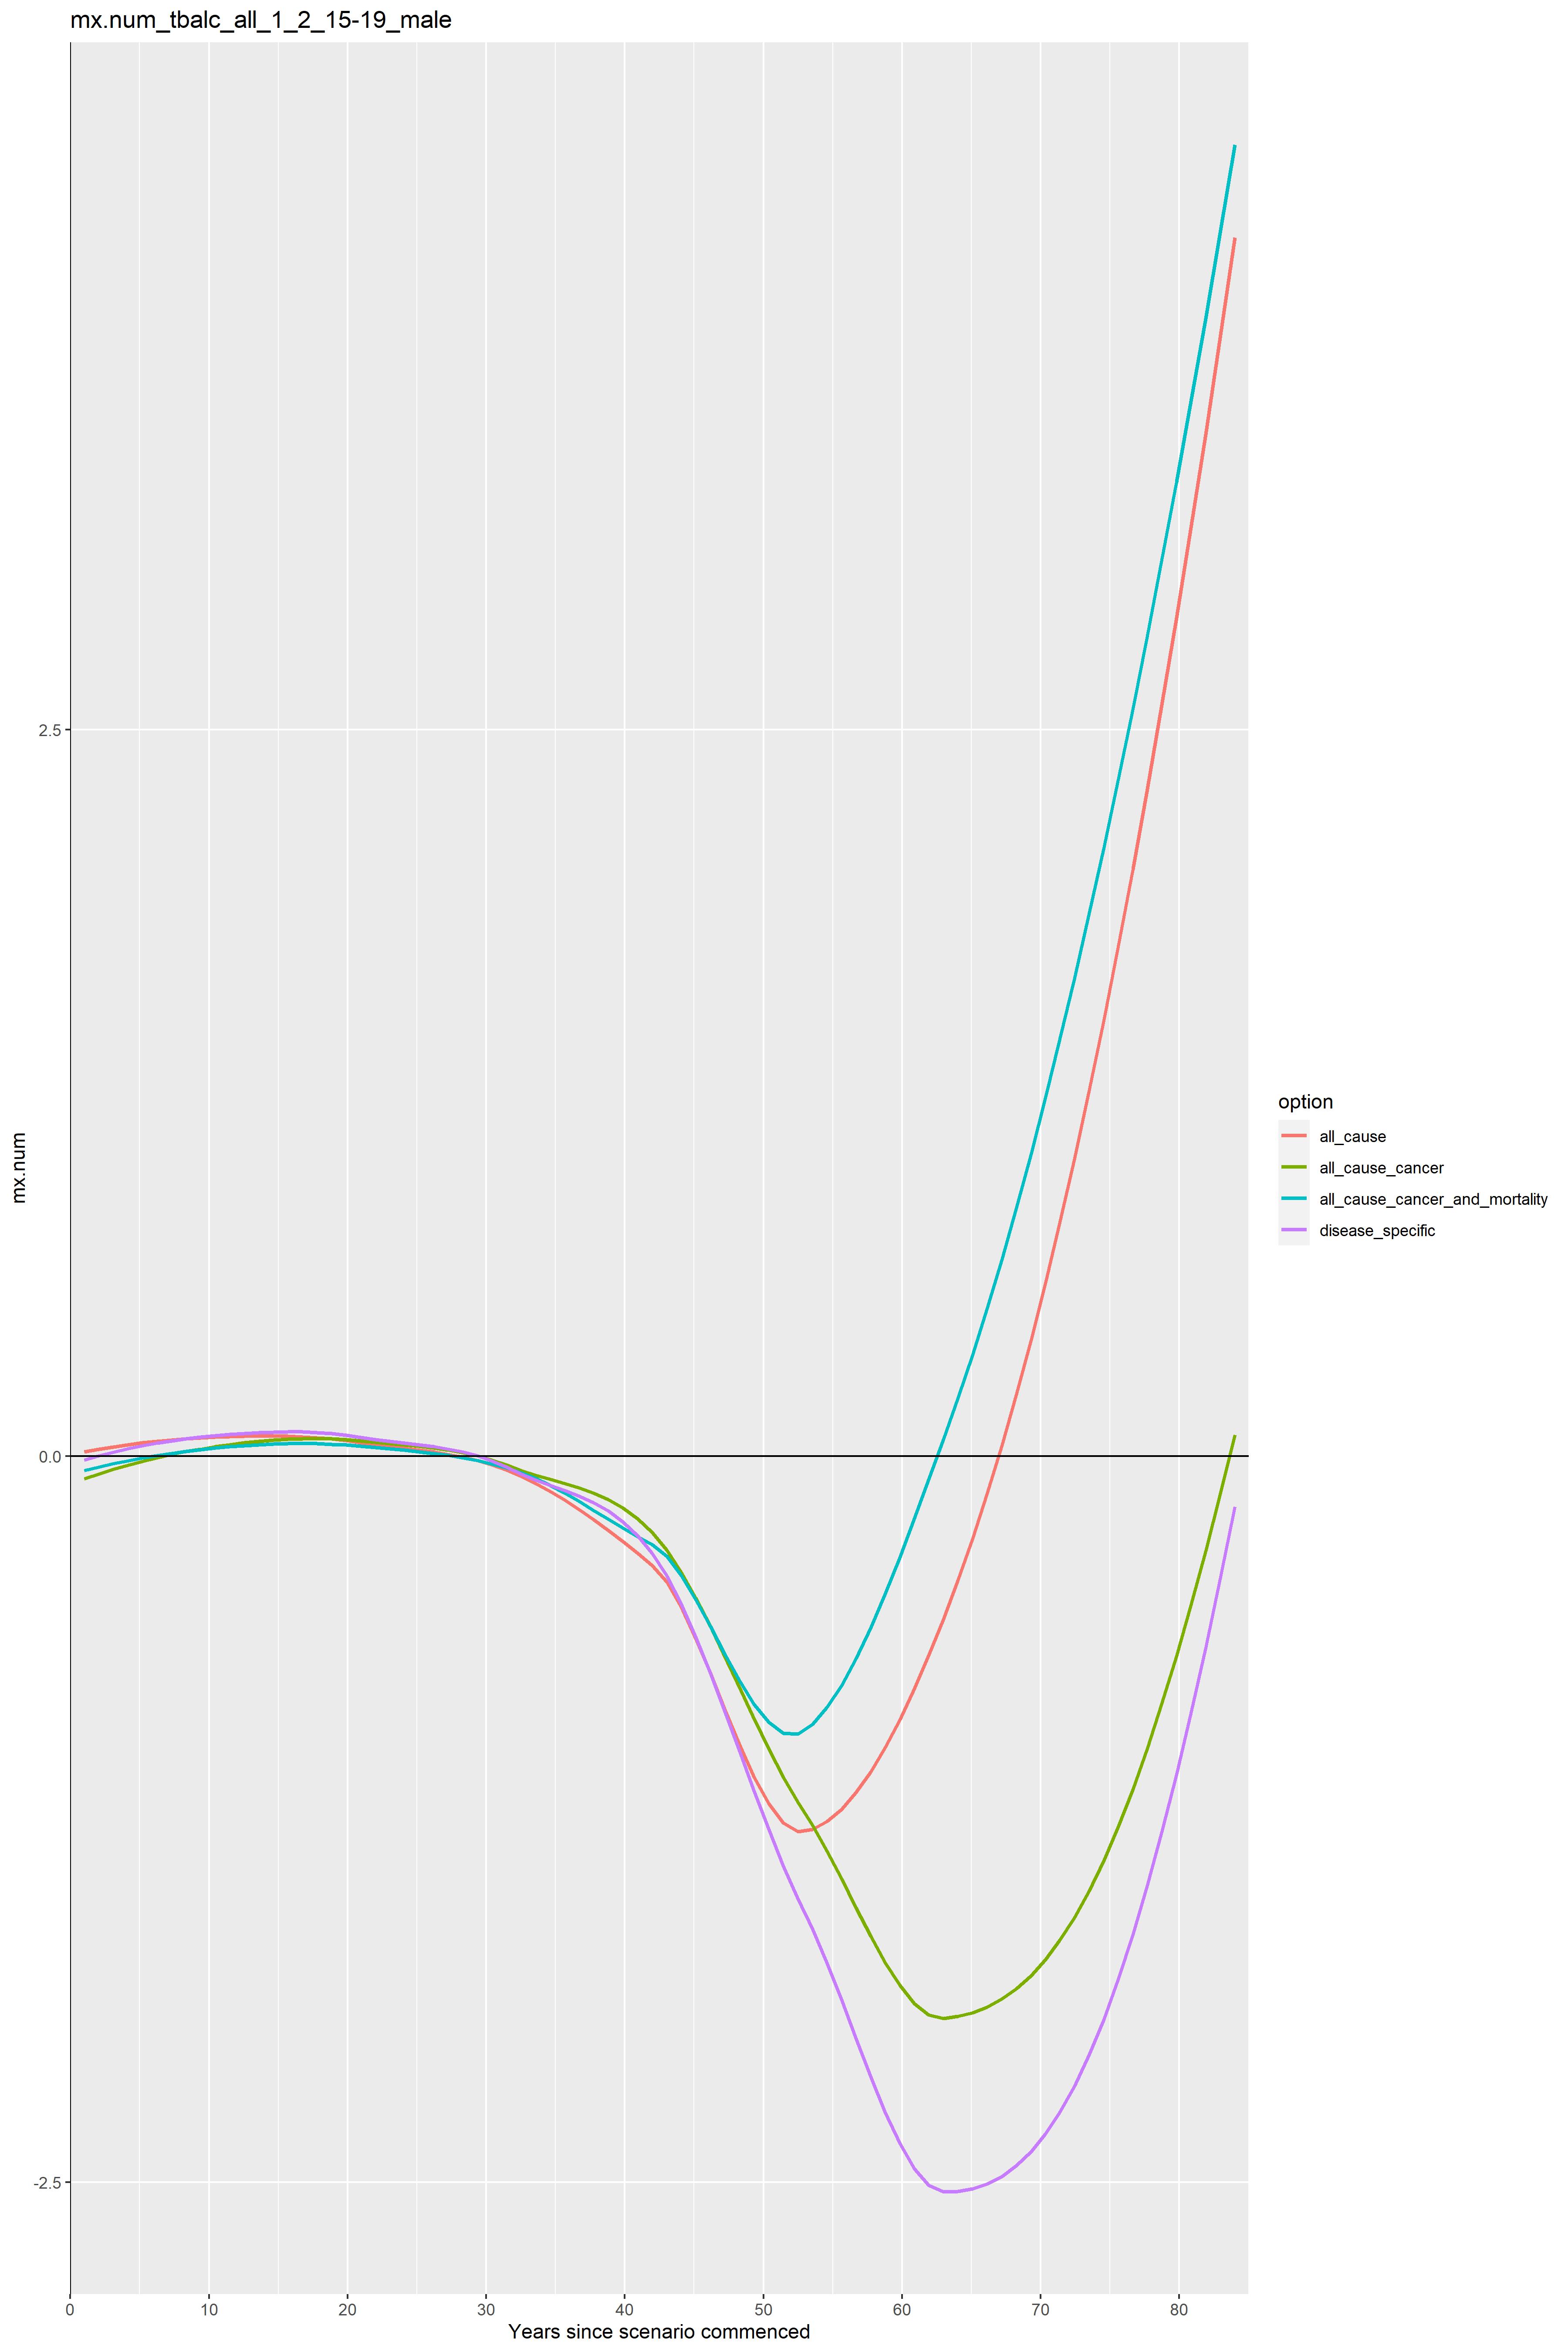 mx.num_tbalc_all_1_2_15-19_male
mx.num
2.5
0.0
-2.5
0 10 20 30 40 50 60 70 80
Years since scenario commenced
option
all_cause
all_cause_cancer
all_cause_cancer_and_mortality
disease_specific